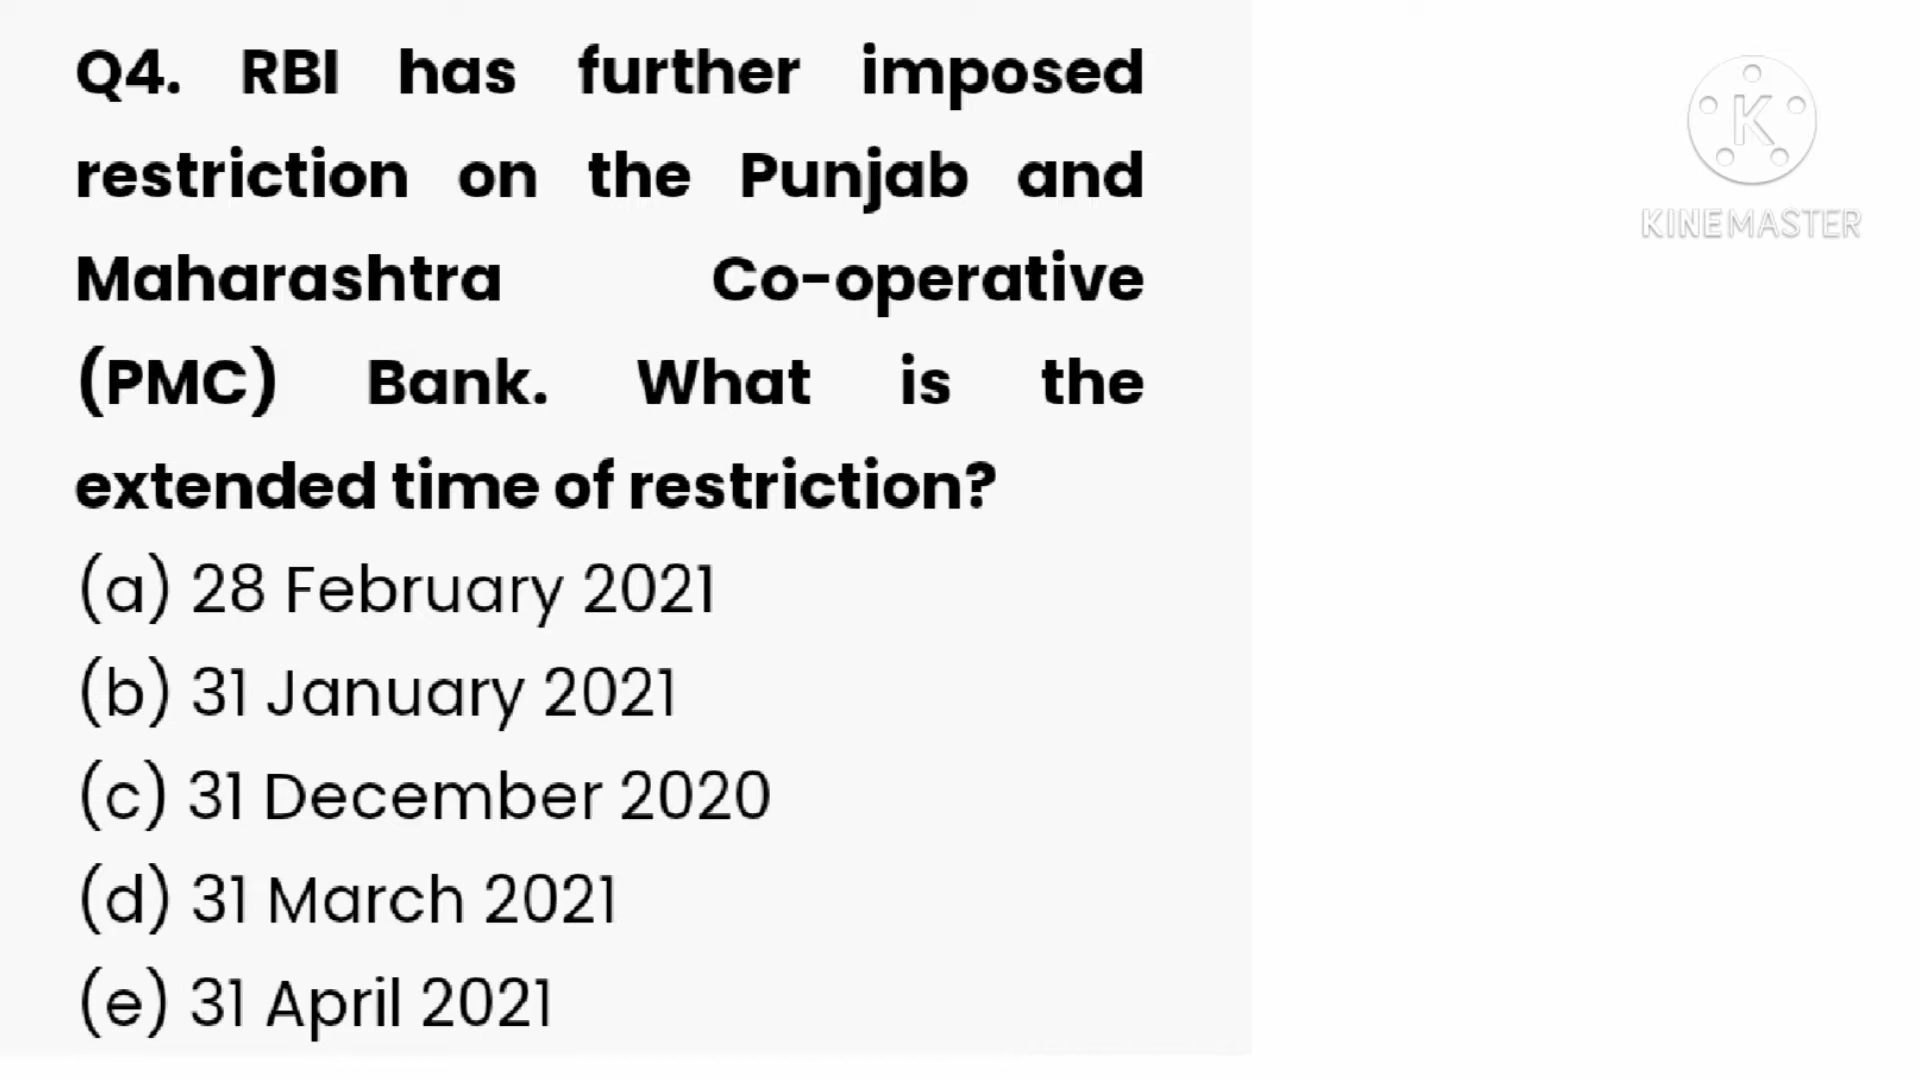 Q4. RBI has further imposed
restriction on the Punjab and
Maharashtra Co-operative
(PMC) Bank. What is the
extended time of restriction?
(a) 28 February 2021
(b) 31 January 2021
(c) 31 December 2020
(d) 31 March 2021
(e) 31 April 2021
K
KINEMASTER